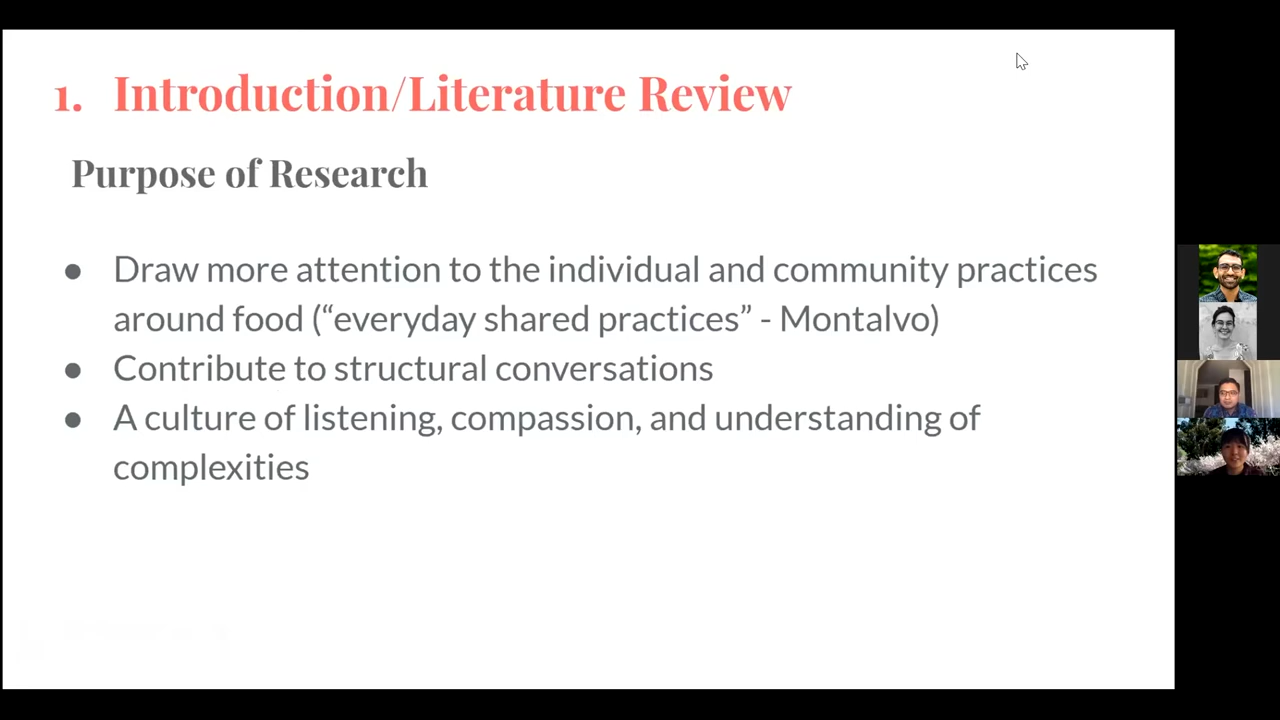 1. Introduction/Literature Review
Purpose of Research
● Draw more attention to the individual and community practices
around food (“everyday shared practices” - Montalvo)
● Contribute to structural conversations
● A culture of listening, compassion, and understanding of
complexities